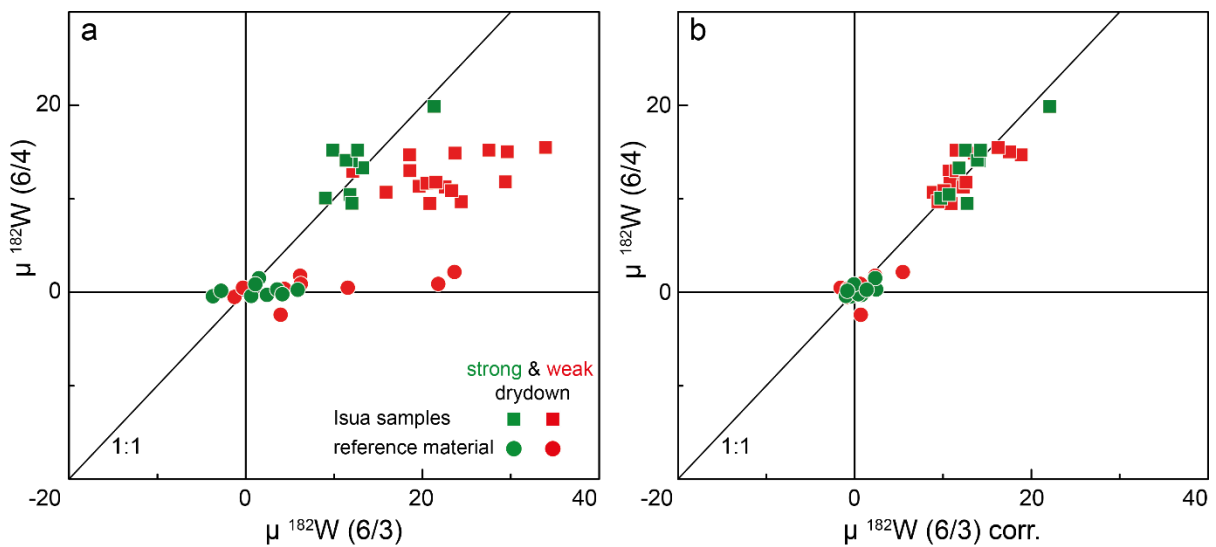 a
20
0
μ ¹⁸²W (6/4)
strong & weak
drydown
Isua samples
reference material
1:1
-20 0 20 40
μ ¹⁸²W (6/3)
b
20
0
μ ¹⁸²W (6/4)
1:1
-20 0 20 40
μ ¹⁸²W (6/3) corr.